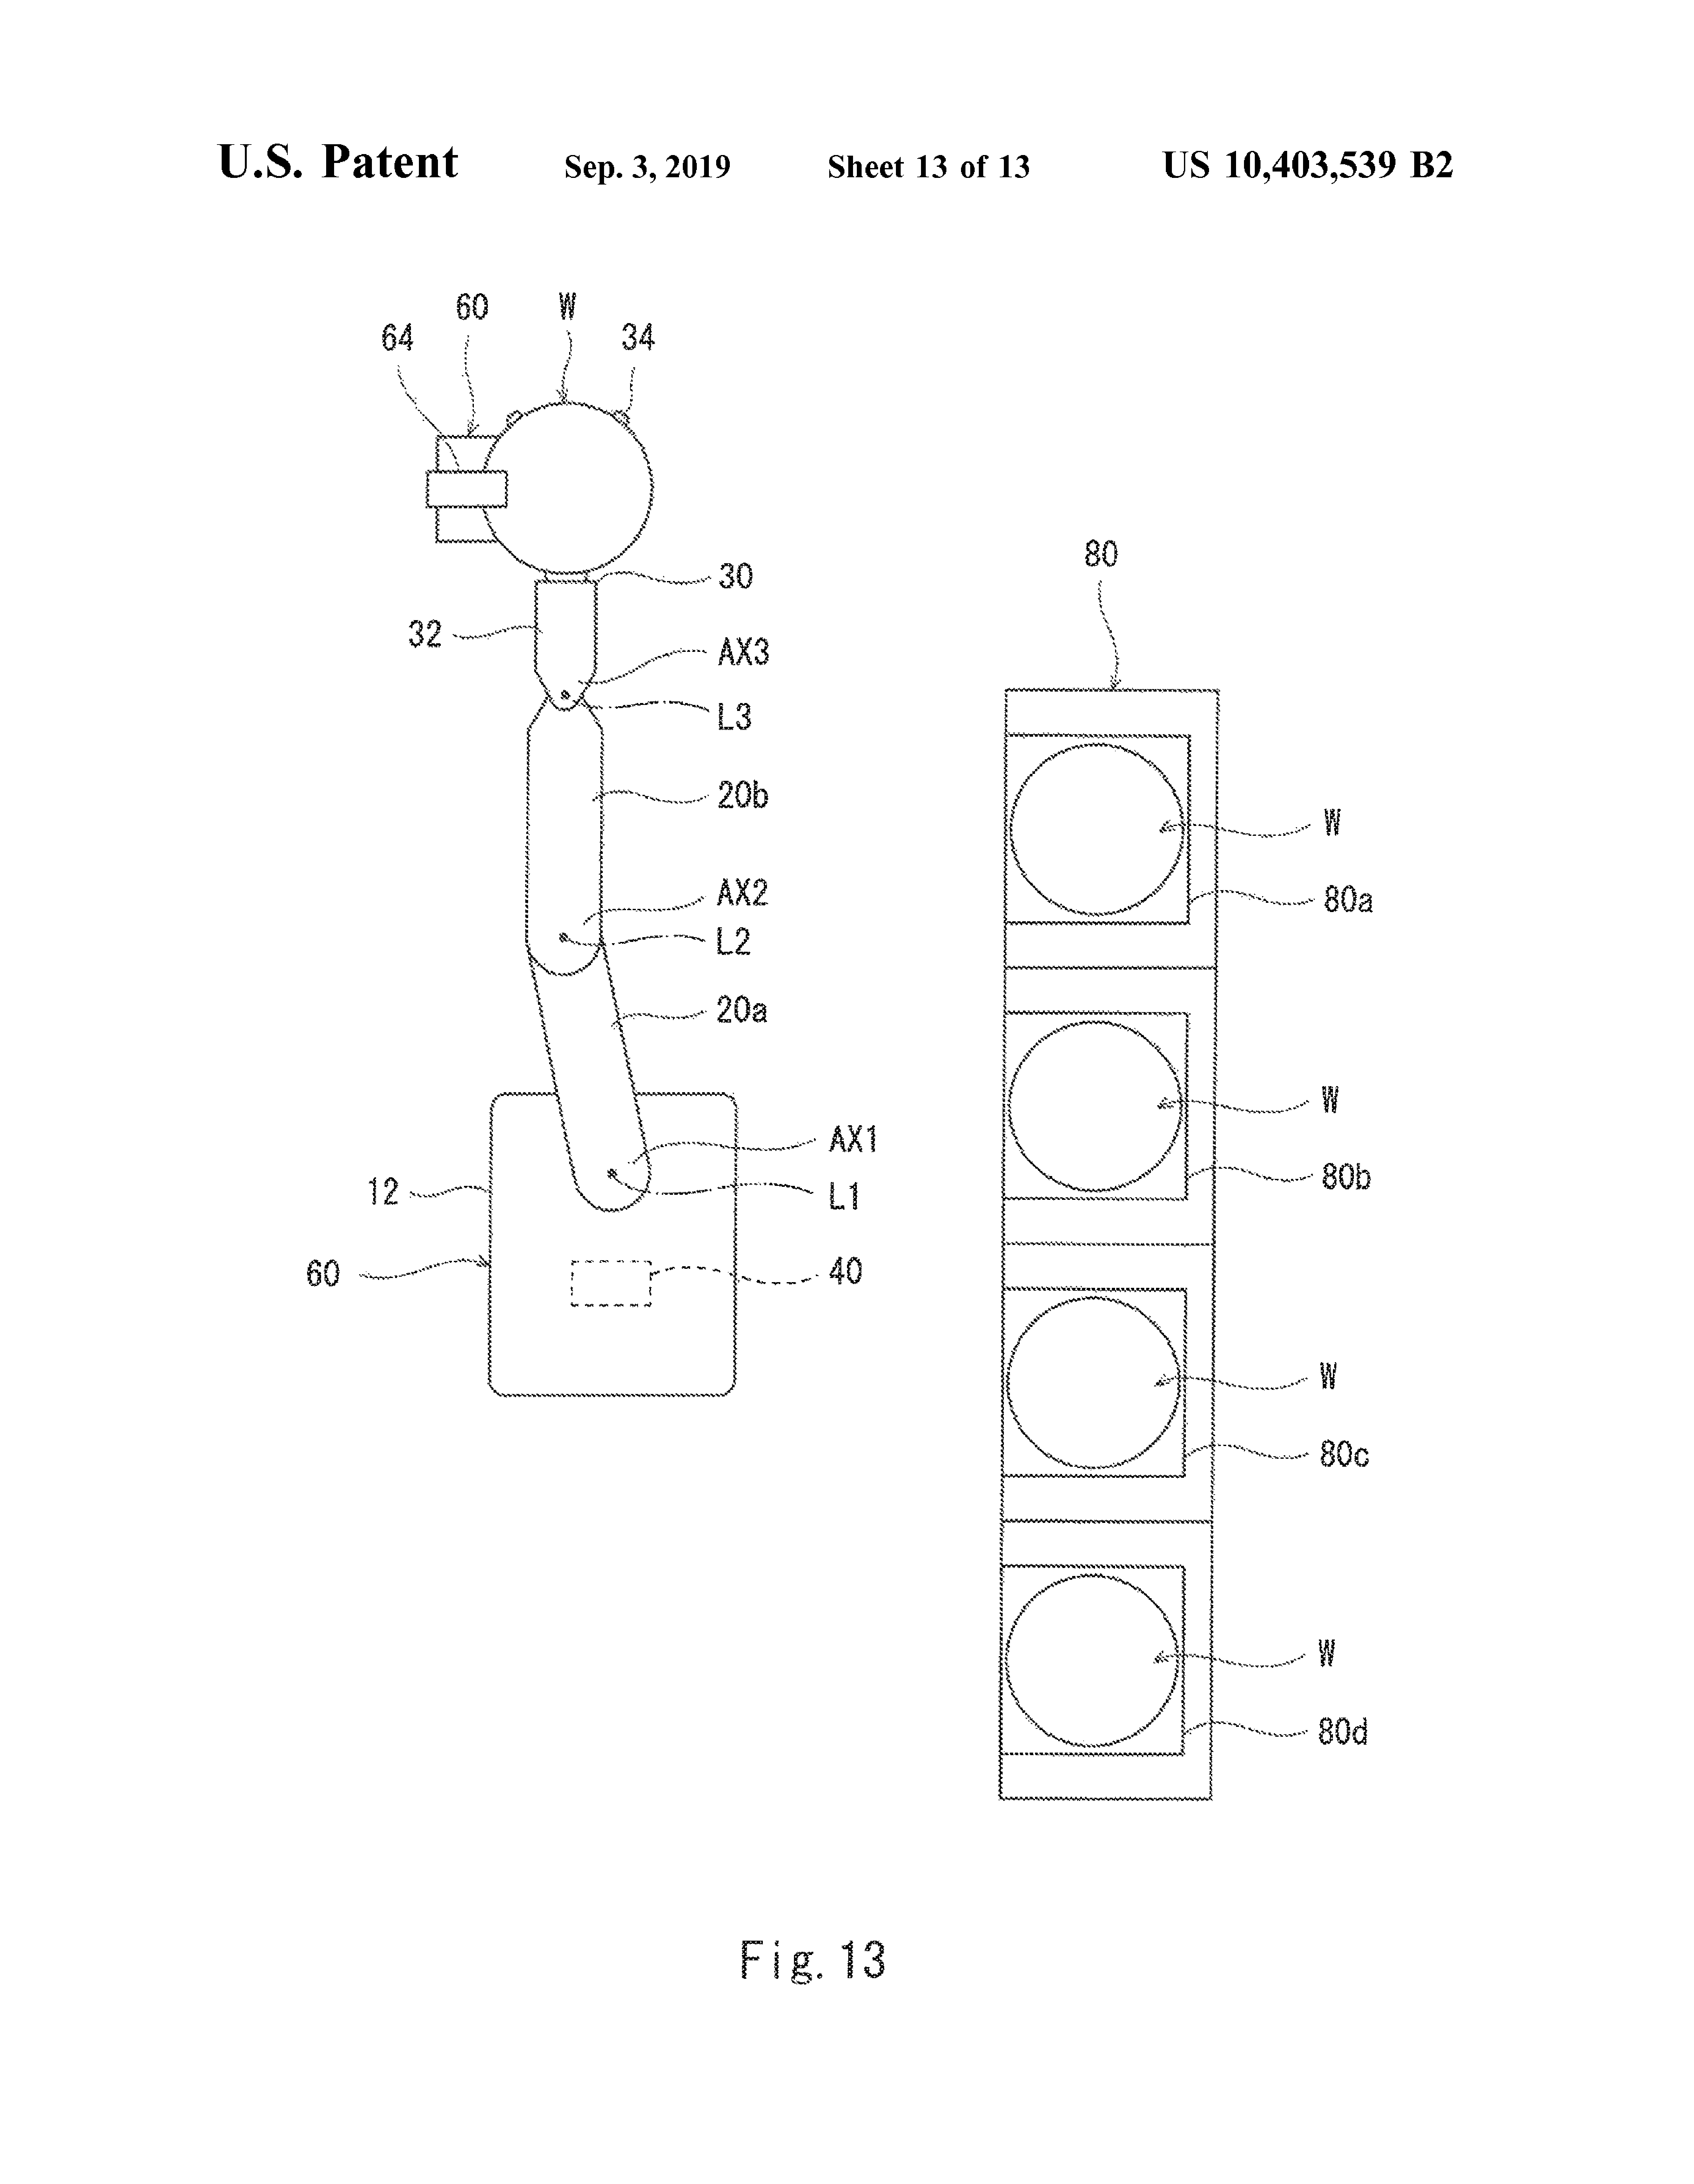 U.S. Patent Sep. 3, 2019 Sheet 13 of 13 US 10,403,539 B2
60 W
64 34
80
30
32
AX3
L3
20b
W
AX2
80a
L2
20a
W
AX1
80b
12 L1
60 40
W
80c
W
80d
Fig. 13